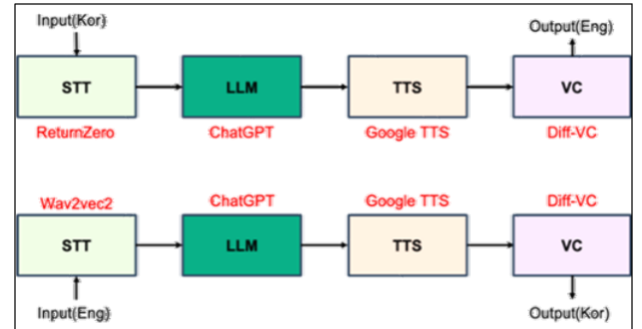 Input(Kor)
Output(Eng)
STT
LLM
TTS
VC
ReturnZero
ChatGPT
Google TTS
Diff-VC
Wav2vec2
ChatGPT
Google TTS
Diff-VC
STT
LLM
TTS
VC
Input(Eng)
Output(Kor)